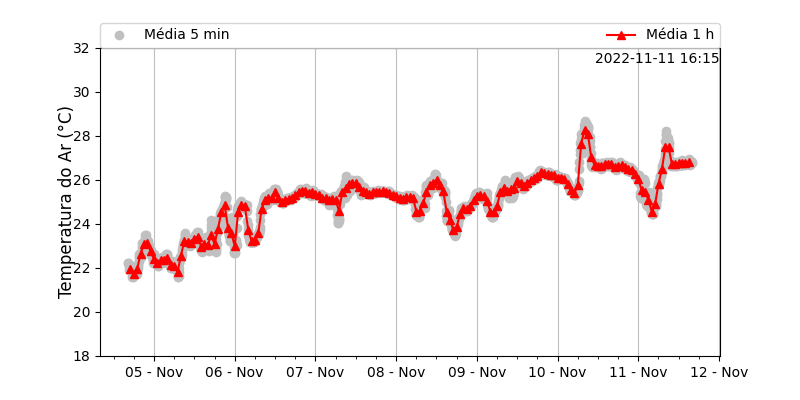 Média 5 min
Média 1 h
2022-11-11 16:15
Temperatura do Ar (°C)
32
30
28
26
24
22
20
18
05 - Nov
06 - Nov
07 - Nov
08 - Nov
09 - Nov
10 - Nov
11 - Nov
12 - Nov